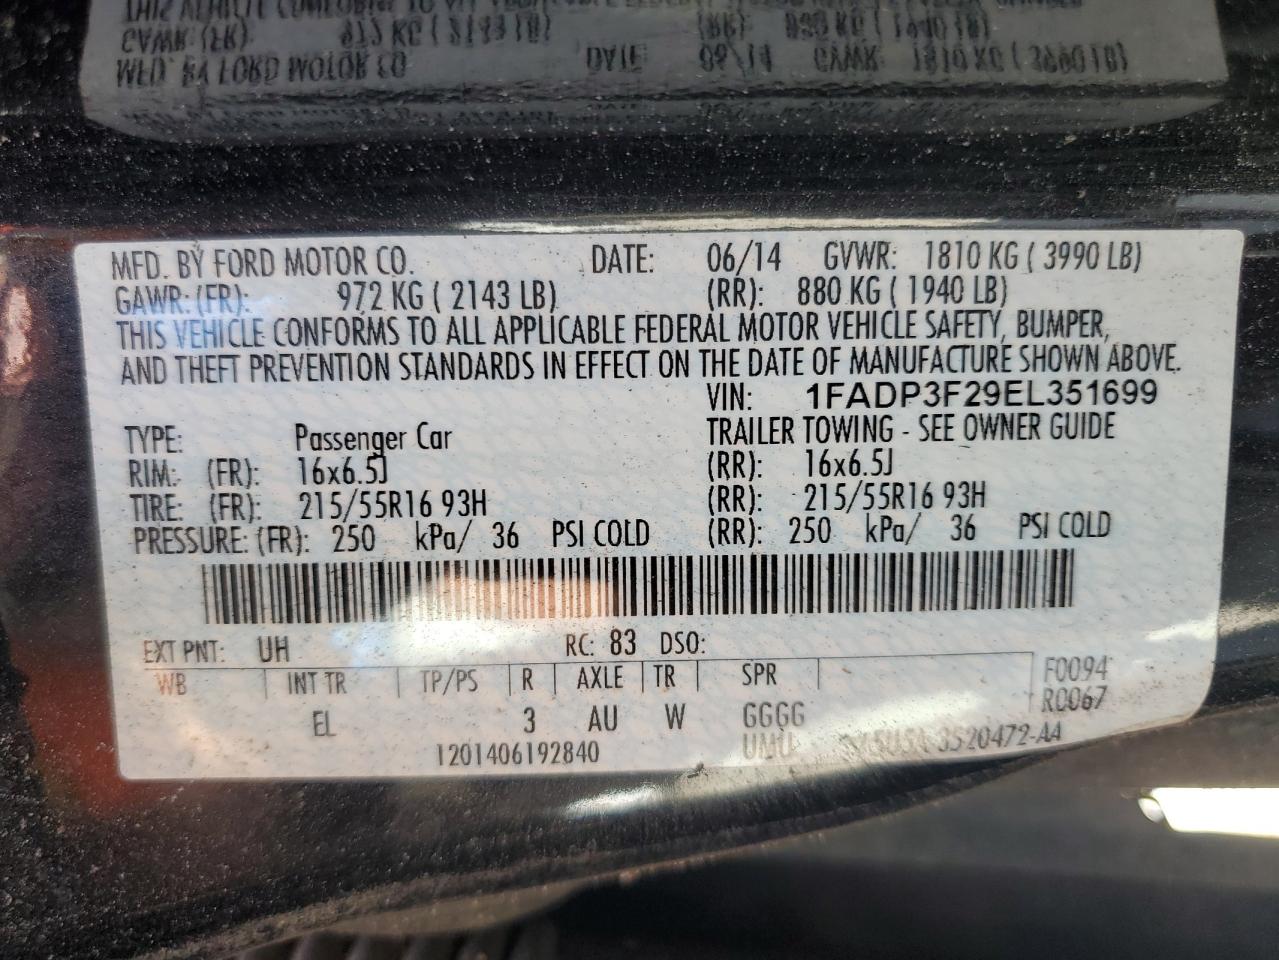 MFD. BY FORD MOTOR CO. DATE: 06/14 GVWR: 1810 KG ( 3990 LB)
GAWR: (FR): 972 KG ( 2143 LB) (RR): 880 KG ( 1940 LB)
THIS VEHICLE CONFORMS TO ALL APPLICABLE FEDERAL MOTOR VEHICLE SAFETY, BUMPER,
AND THEFT PREVENTION STANDARDS IN EFFECT ON THE DATE OF MANUFACTURE SHOWN ABOVE.
VIN: 1FADP3F29EL351699
TYPE: Passenger Car TRAILER TOWING - SEE OWNER GUIDE
RIM: (FR): 16x6.5J (RR): 16x6.5J
TIRE: (FR): 215/55R16 93H (RR): 215/55R16 93H
PRESSURE: (FR): 250 kPa/ 36 PSI COLD (RR): 250 kPa/ 36 PSI COLD
EXT PNT: UH RC: 83 DSO:
WB INT TR TP/PS R AXLE TR SPR F0094
R0067
EL 3 AU W GGGG
UMU
1201406192840 3520472-AA